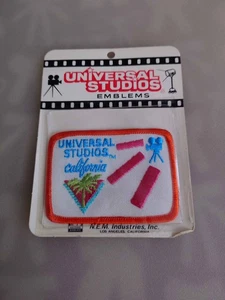 UNIVERSAL
STUDIOS
EMBLEMS
UNIVERSAL
STUDIOS
California
R.E.M. Industries, Inc.
LOS ANGELES, CALIFORNIA